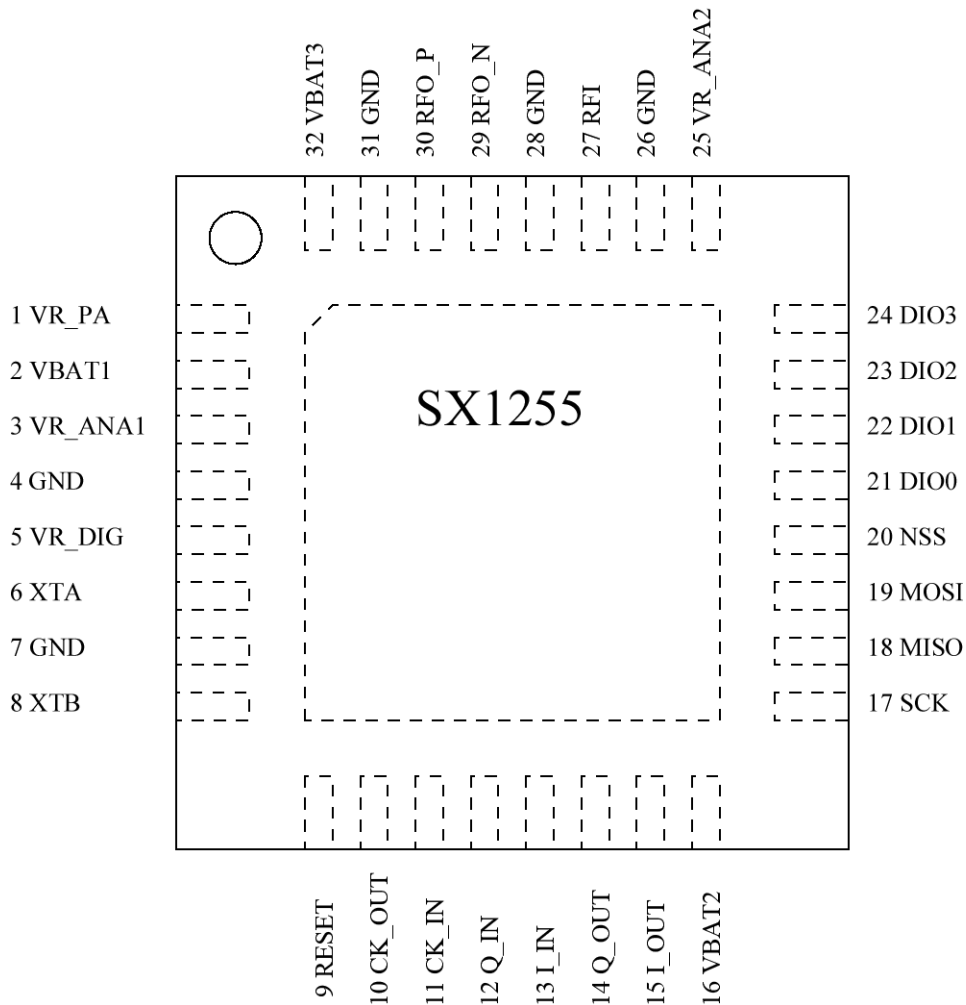 32 VBAT3
31 GND
30 RFO_P
29 RFO_N
28 GND
27 RFI
26 GND
25 VR_ANA2
1 VR_PA
2 VBAT1
3 VR_ANA1
4 GND
5 VR_DIG
6 XTA
7 GND
8 XTB
SX1255
24 DIO3
23 DIO2
22 DIO1
21 DIO0
20 NSS
19 MOSI
18 MISO
17 SCK
9 RESET
10 CK_OUT
11 CK_IN
12 Q_IN
13 I_IN
14 Q_OUT
15 I_OUT
16 VBAT2